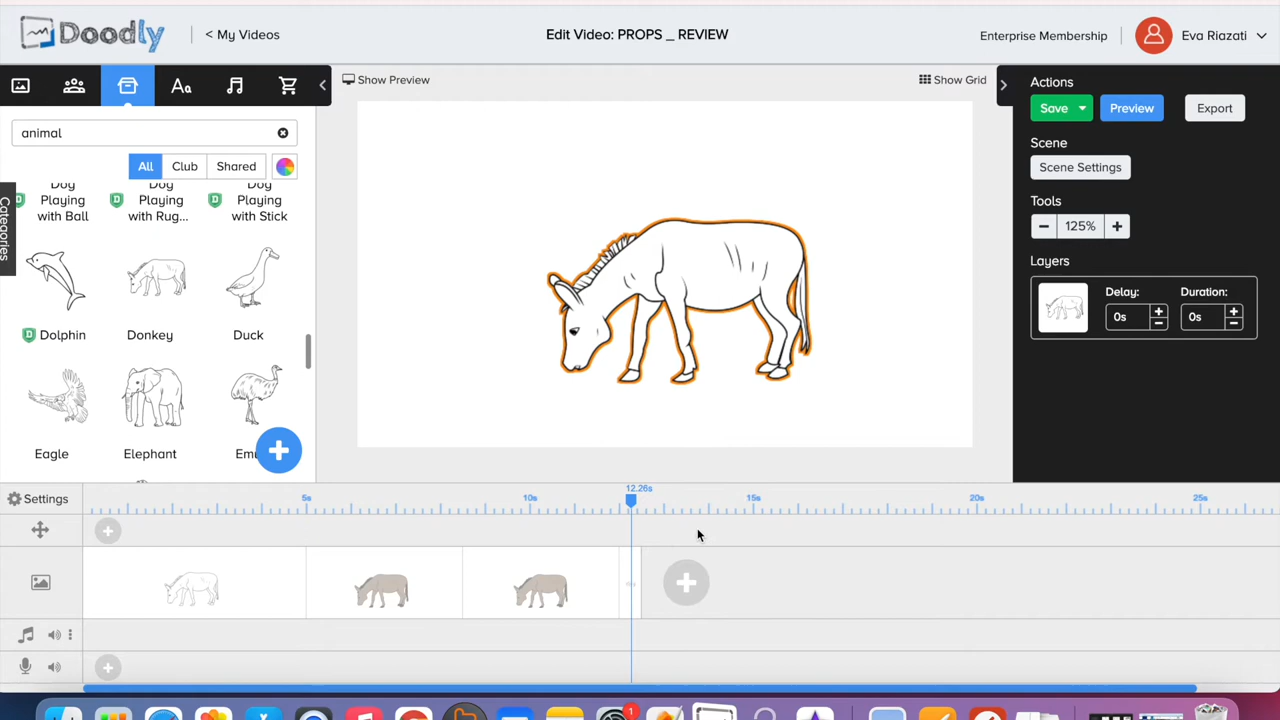 Doodly
< My Videos
Edit Video: PROPS _ REVIEW
Enterprise Membership
Eva Riazati
Show Preview
Show Grid
Actions
Save
Preview
Export
Scene
Scene Settings
Tools
− 125% +
Layers
Delay:
Duration:
0s
0s
animal
All
Club
Shared
Categories
Dog Playing with Ball
Dog Playing with Rug...
Dog Playing with Stick
Dolphin
Donkey
Duck
Eagle
Elephant
Settings
12.26s
5s
10s
15s
20s
25s
1